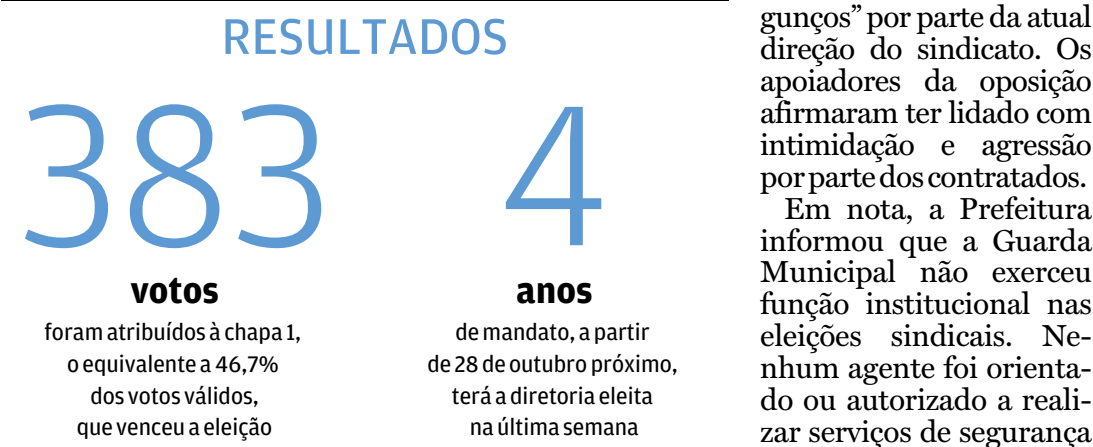 RESULTADOS
383
votos
foram atribuídos à chapa 1,
o equivalente a 46,7%
dos votos válidos,
que venceu a eleição
4
anos
de mandato, a partir
de 28 de outubro próximo,
terá a diretoria eleita
na última semana
gunços” por parte da atual
direção do sindicato. Os
apoiadores da oposição
afirmaram ter lidado com
intimidação e agressão
por parte dos contratados.
Em nota, a Prefeitura
informou que a Guarda
Municipal não exerceu
função institucional nas
eleições sindicais. Ne-
nhum agente foi orienta-
do ou autorizado a reali-
zar serviços de segurança